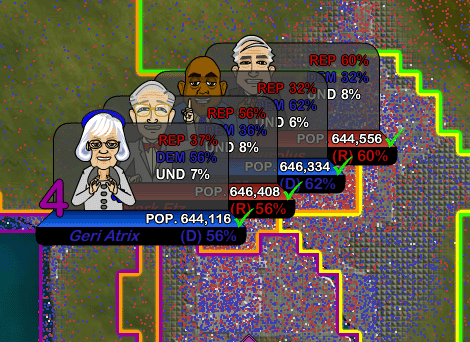 REP 60%
DEM 32%
UND 8%
POP. 644,556
(R) 60%
REP 32%
DEM 62%
UND 6%
POP. 646,334
(D) 62%
REP 56%
DEM 36%
UND 8%
POP. 646,408
(R) 56%
REP 37%
DEM 56%
UND 7%
4
POP. 644,116
Geri Atrix (D) 56%